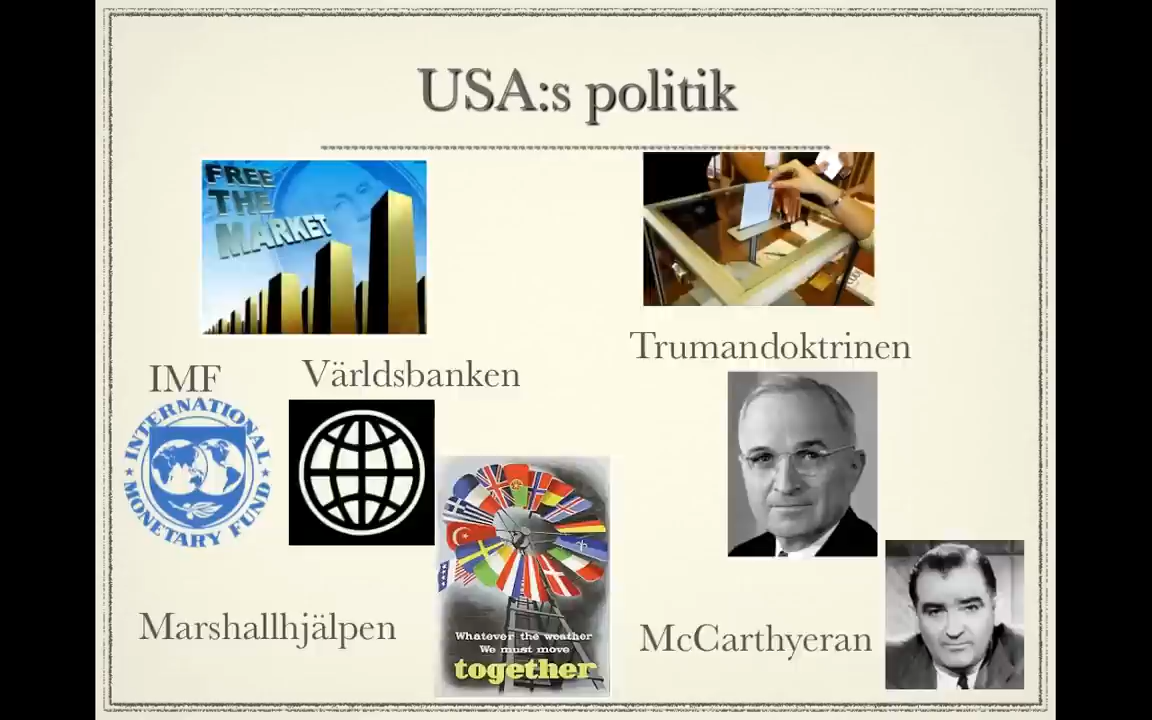 USA:s politik
FREE
THE
MARKET
Trumandoktrinen
IMF
Världsbanken
INTERNATIONAL
MONETARY FUND
Whatever the weather
We must move
together
Marshallhjälpen
McCarthyeran